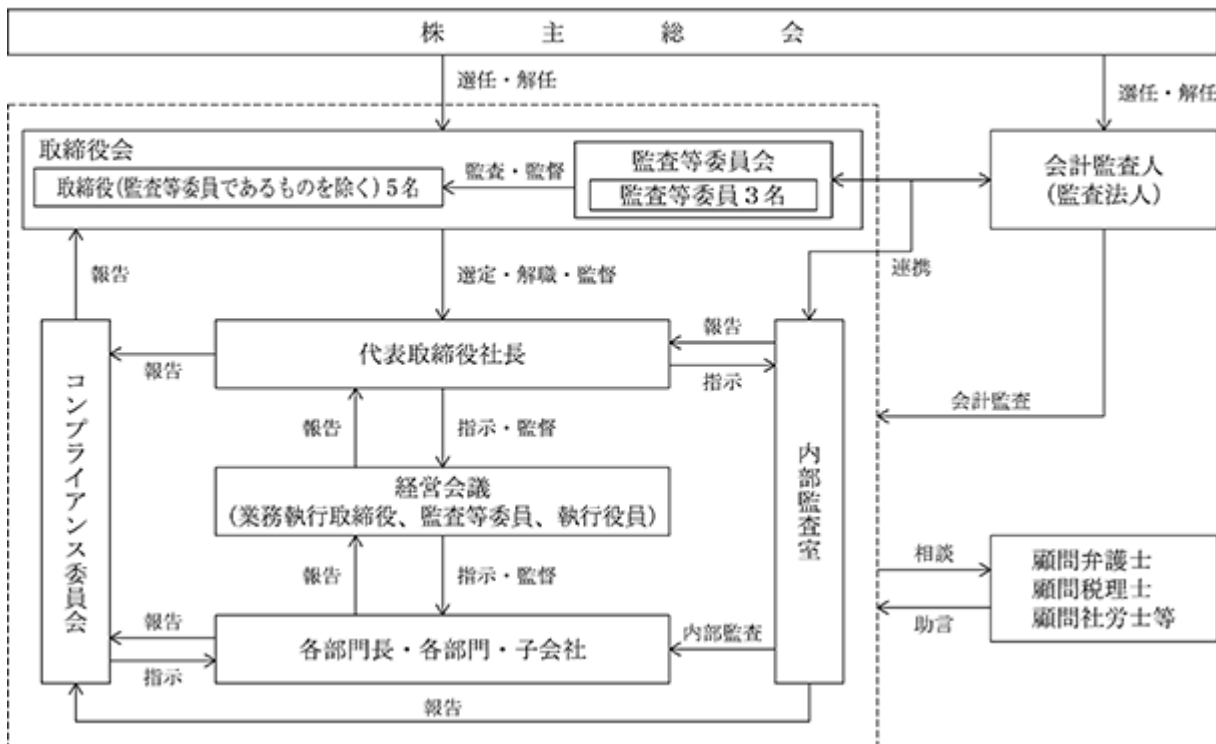 株主総会
選任・解任
選任・解任
取締役会
取締役(監査等委員であるものを除く)5名
監査・監督
監査等委員会
監査等委員3名
会計監査人
(監査法人)
連携
報告
選定・解職・監督
コンプライアンス委員会
代表取締役社長
報告
報告
指示
内部監査室
会計監査
報告
指示・監督
経営会議
(業務執行取締役、監査等委員、執行役員)
報告
指示・監督
相談
助言
顧問弁護士
顧問税理士
顧問社労士等
報告
指示
各部門長・各部門・子会社
内部監査
報告